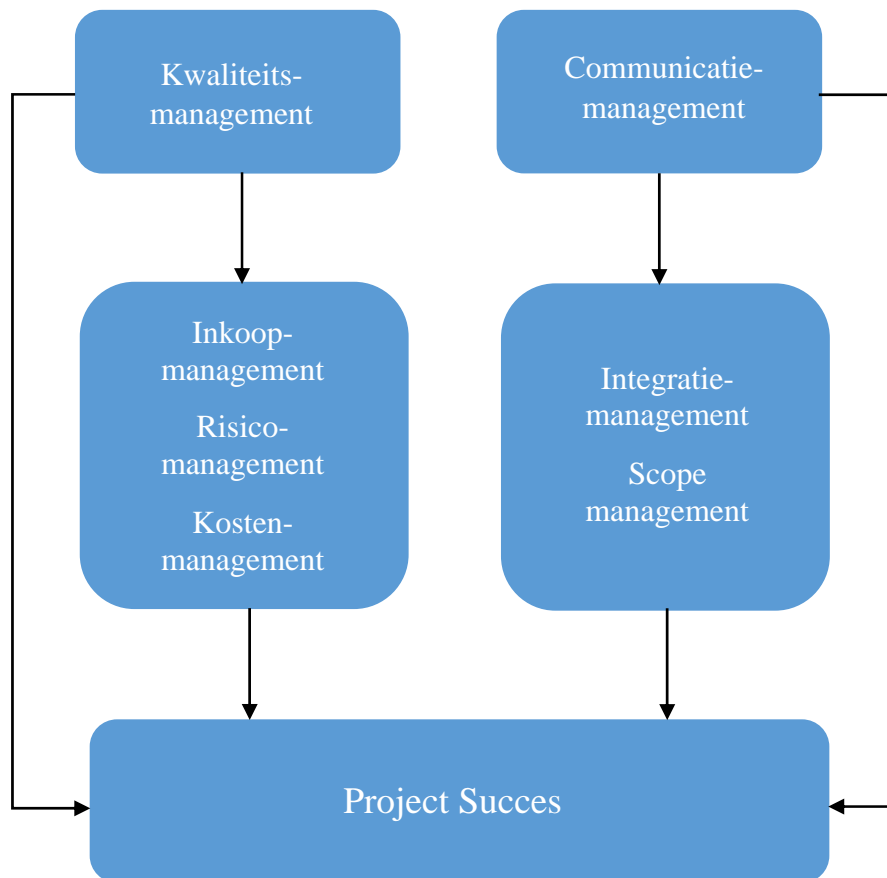 Kwaliteits-
management
Communicatie-
management
Inkoop-
management
Risico-
management
Kosten-
management
Integratie-
management
Scope
management
Project Succes